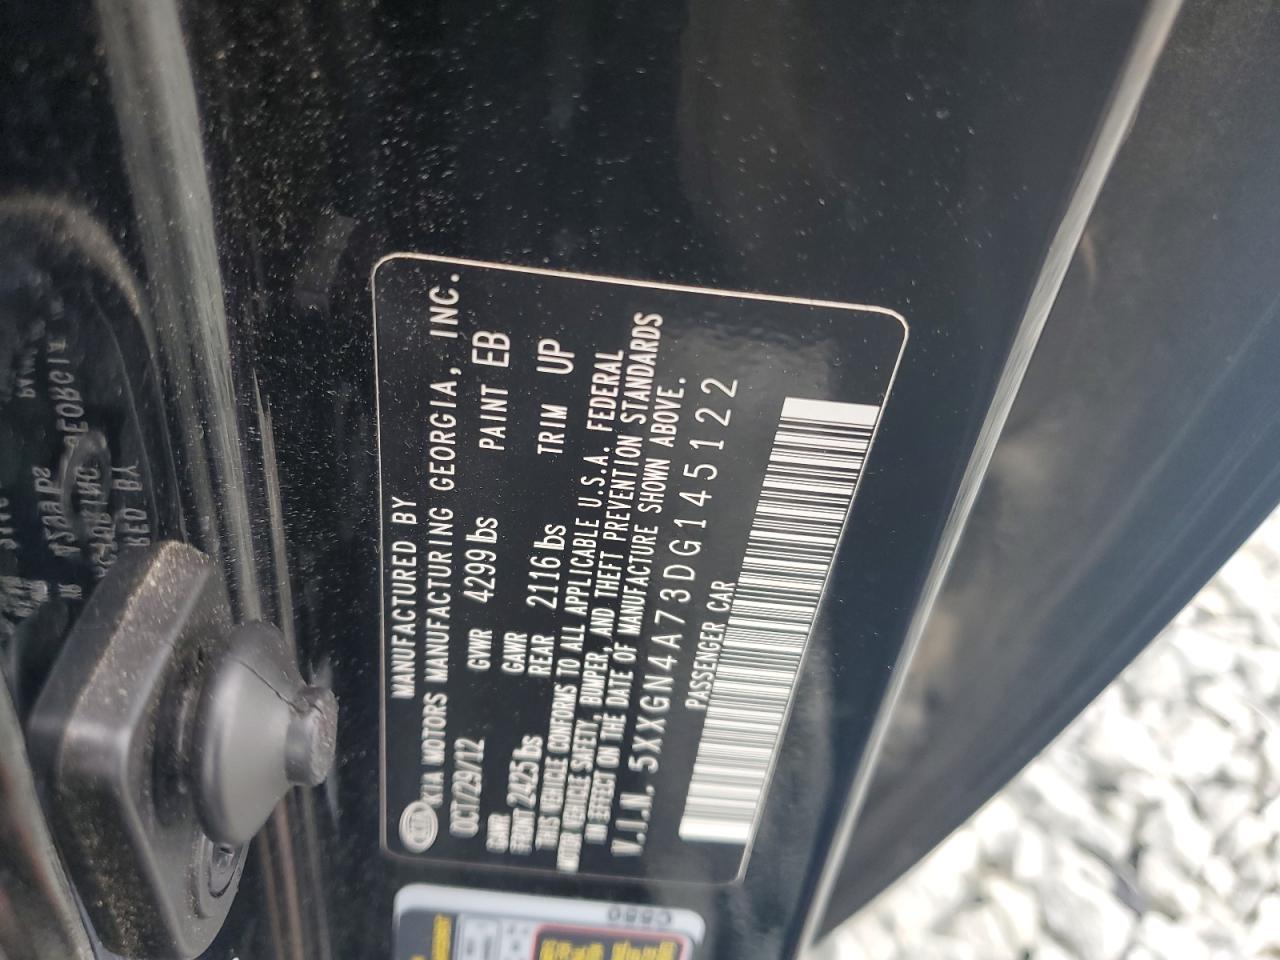 KIA
MANUFACTURED BY
KIA MOTORS MANUFACTURING GEORGIA, INC.
OCT/29/12 GVWR 4299 lbs PAINT EB
GAWR FRONT 2425 lbs GAWR REAR 2116 lbs TRIM UP
THIS VEHICLE CONFORMS TO ALL APPLICABLE U.S.A. FEDERAL
MOTOR VEHICLE SAFETY, BUMPER, AND THEFT PREVENTION STANDARDS
IN EFFECT ON THE DATE OF MANUFACTURE SHOWN ABOVE.
V.I.N. 5XXGN4A73DG145122
PASSENGER CAR